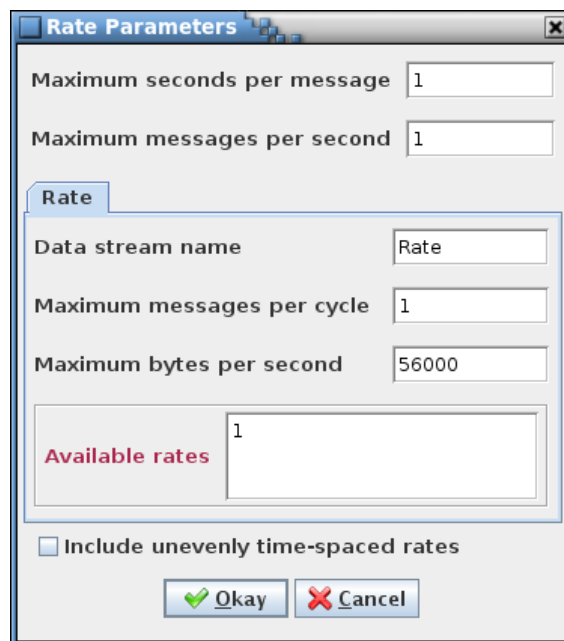 Rate Parameters
Maximum seconds per message 1
Maximum messages per second 1
Rate
Data stream name Rate
Maximum messages per cycle 1
Maximum bytes per second 56000
Available rates 1
Include unevenly time-spaced rates
Okay Cancel